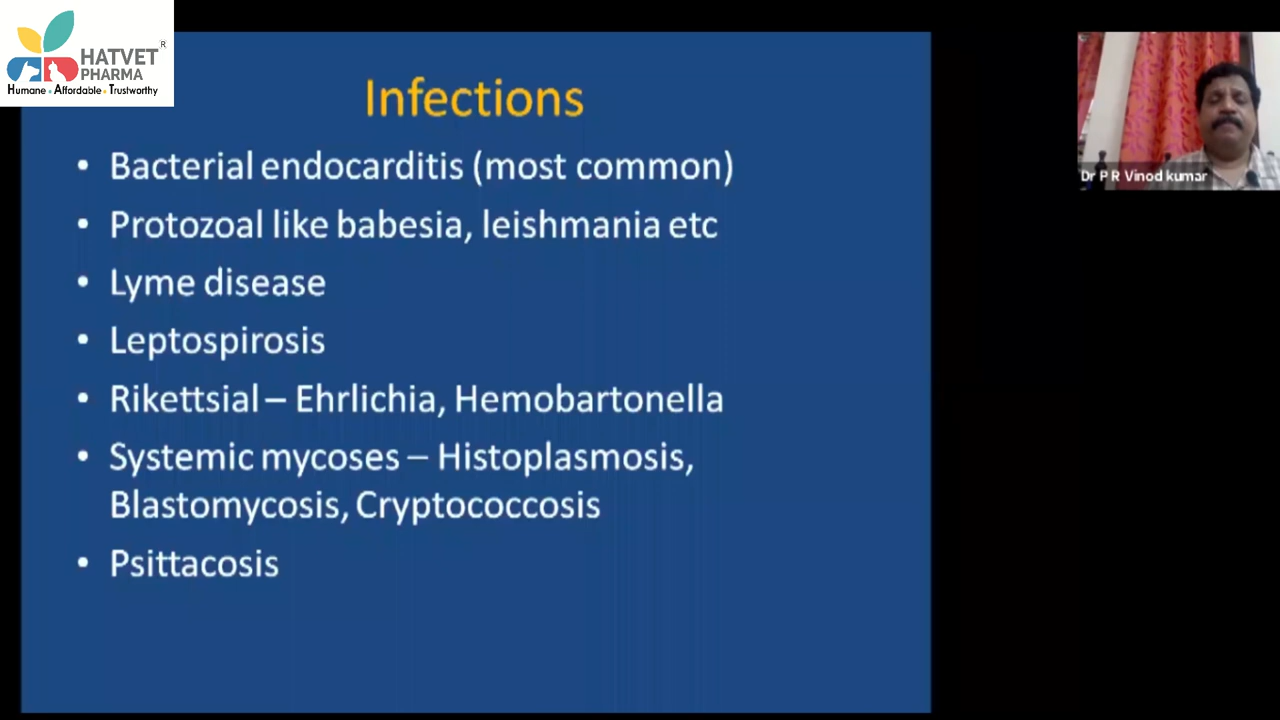 HATVET®
PHARMA
Humane • Affordable • Trustworthy
Infections
• Bacterial endocarditis (most common)
• Protozoal like babesia, leishmania etc
• Lyme disease
• Leptospirosis
• Rikettsial – Ehrlichia, Hemobartonella
• Systemic mycoses – Histoplasmosis,
Blastomycosis, Cryptococcosis
• Psittacosis
Dr P R Vinod kumar